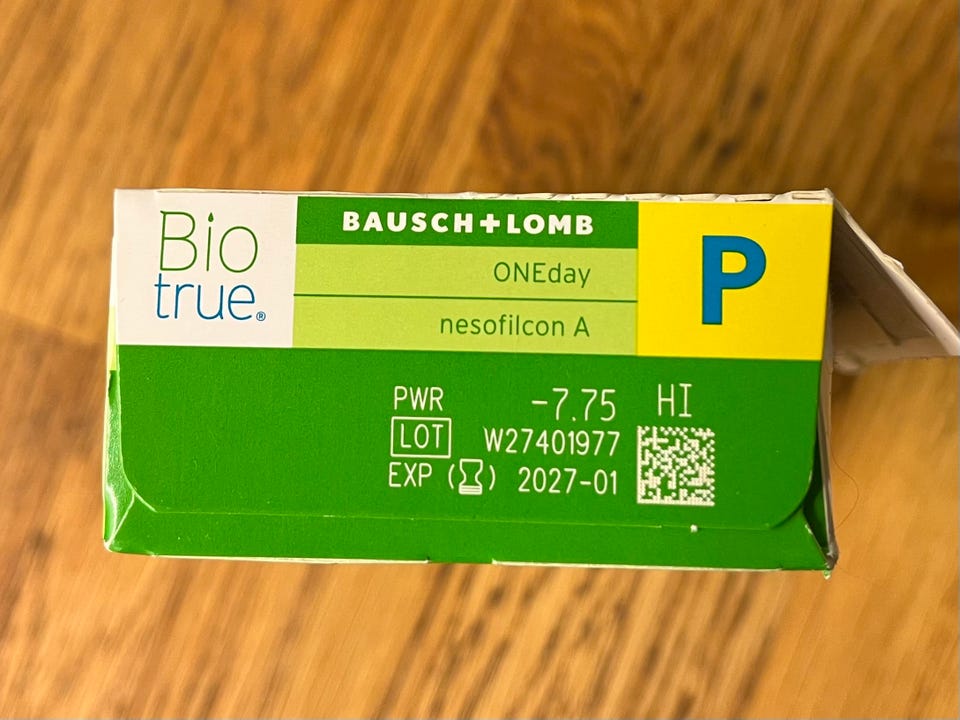 Bio
true®
BAUSCH+LOMB
ONEday
nesofilcon A
P
PWR -7.75 HI
LOT W27401977
EXP ( ) 2027-01